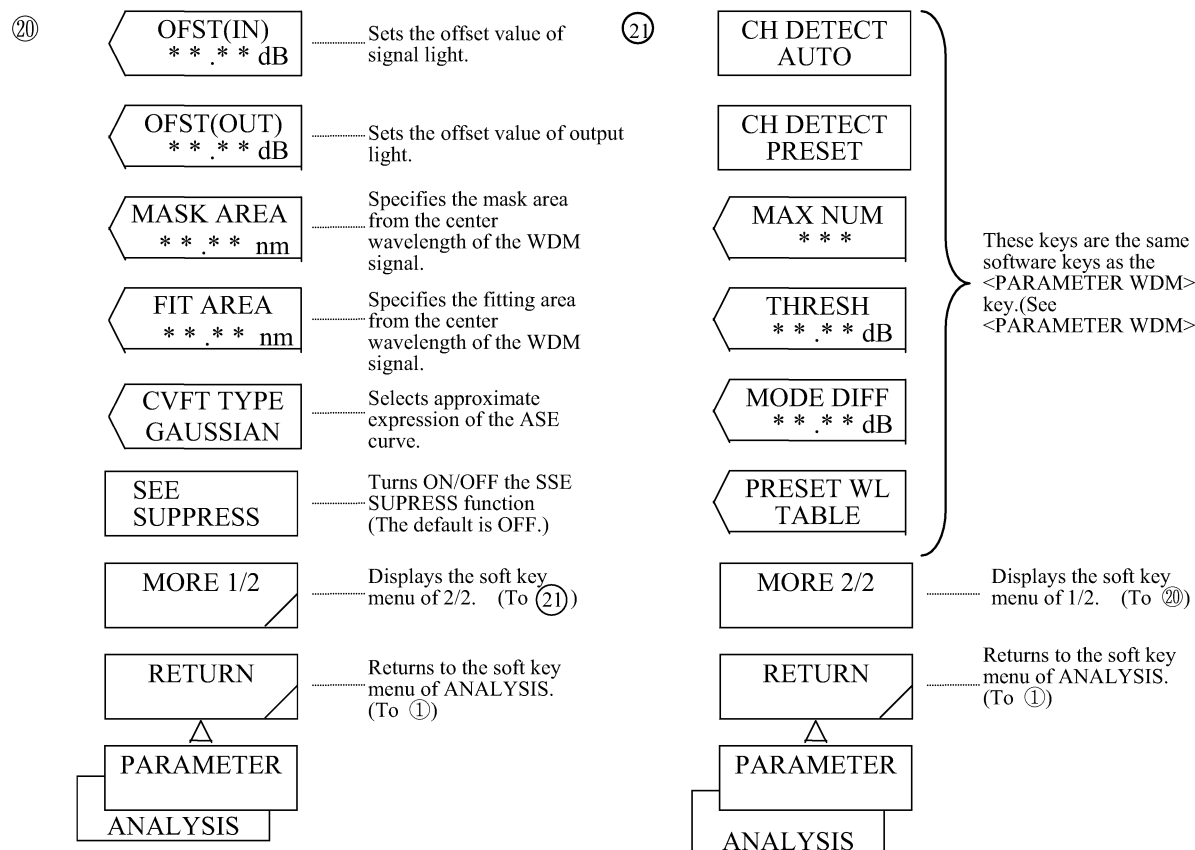 ⑳
OFST(IN)
* * . * * dB
Sets the offset value of
signal light.
OFST(OUT)
* * . * * dB
Sets the offset value of output
light.
MASK AREA
* * . * * nm
Specifies the mask area
from the center
wavelength of the WDM
signal.
FIT AREA
* * . * * nm
Specifies the fitting area
from the center
wavelength of the WDM
signal.
CVFT TYPE
GAUSSIAN
Selects approximate
expression of the ASE
curve.
SEE
SUPPRESS
Turns ON/OFF the SSE
SUPRESS function
(The default is OFF.)
MORE 1/2
Displays the soft key
menu of 2/2. (To ㉑)
RETURN
Returns to the soft key
menu of ANALYSIS.
(To ①)
PARAMETER
ANALYSIS
㉑
CH DETECT
AUTO
CH DETECT
PRESET
MAX NUM
* * *
THRESH
* * . * * dB
MODE DIFF
* * . * * dB
PRESET WL
TABLE
These keys are the same
software keys as the
<PARAMETER WDM>
key.(See
<PARAMETER WDM>
MORE 2/2
Displays the soft key
menu of 1/2. (To ⑳)
RETURN
Returns to the soft key
menu of ANALYSIS.
(To ①)
PARAMETER
ANALYSIS